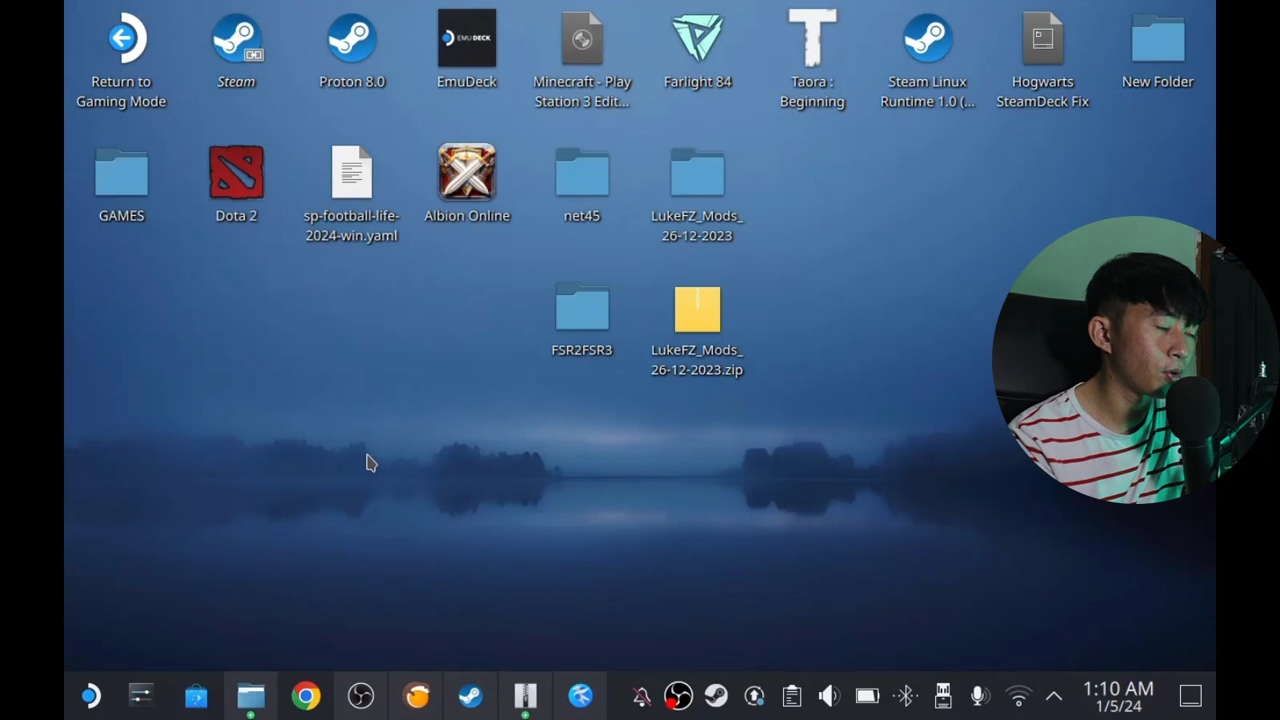 EMUDECK
Return to
Gaming Mode
Steam
Proton 8.0
EmuDeck
Minecraft - Play
Station 3 Edit...
Farlight 84
Taora :
Beginning
Steam Linux
Runtime 1.0 (...
Hogwarts
SteamDeck Fix
New Folder
GAMES
Dota 2
sp-football-life-
2024-win.yaml
Albion Online
net45
LukeFZ_Mods_
26-12-2023
FSR2FSR3
LukeFZ_Mods_
26-12-2023.zip
1:10 AM
1/5/24